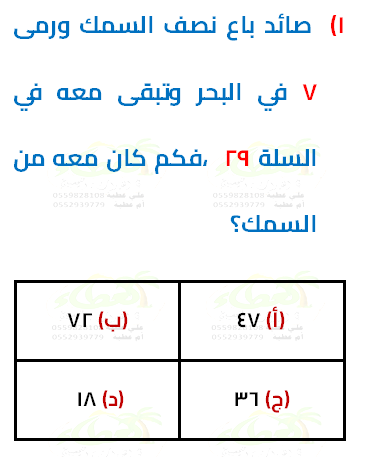 ١) صائد باع نصف السمك ورمى
٧ في البحر وتبقى معه في
السلة ٢٩ ،فكم كان معه من
السمك؟
(أ) ٤٧
(ب) ٧٢
(ج) ٣٦
(د) ١٨